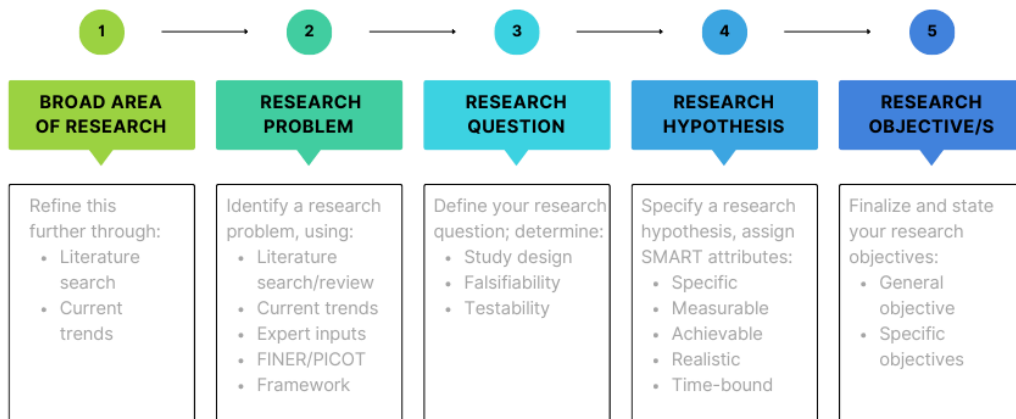 1
2
3
4
5
BROAD AREA
OF RESEARCH
RESEARCH
PROBLEM
RESEARCH
QUESTION
RESEARCH
HYPOTHESIS
RESEARCH
OBJECTIVE/S
Refine this
further through:
• Literature
search
• Current
trends
Identify a research
problem, using:
• Literature
search/review
• Current trends
• Expert inputs
• FINER/PICOT
• Framework
Define your research
question; determine:
• Study design
• Falsifiability
• Testability
Specify a research
hypothesis, assign
SMART attributes:
• Specific
• Measurable
• Achievable
• Realistic
• Time-bound
Finalize and state
your research
objectives:
• General
objective
• Specific
objectives